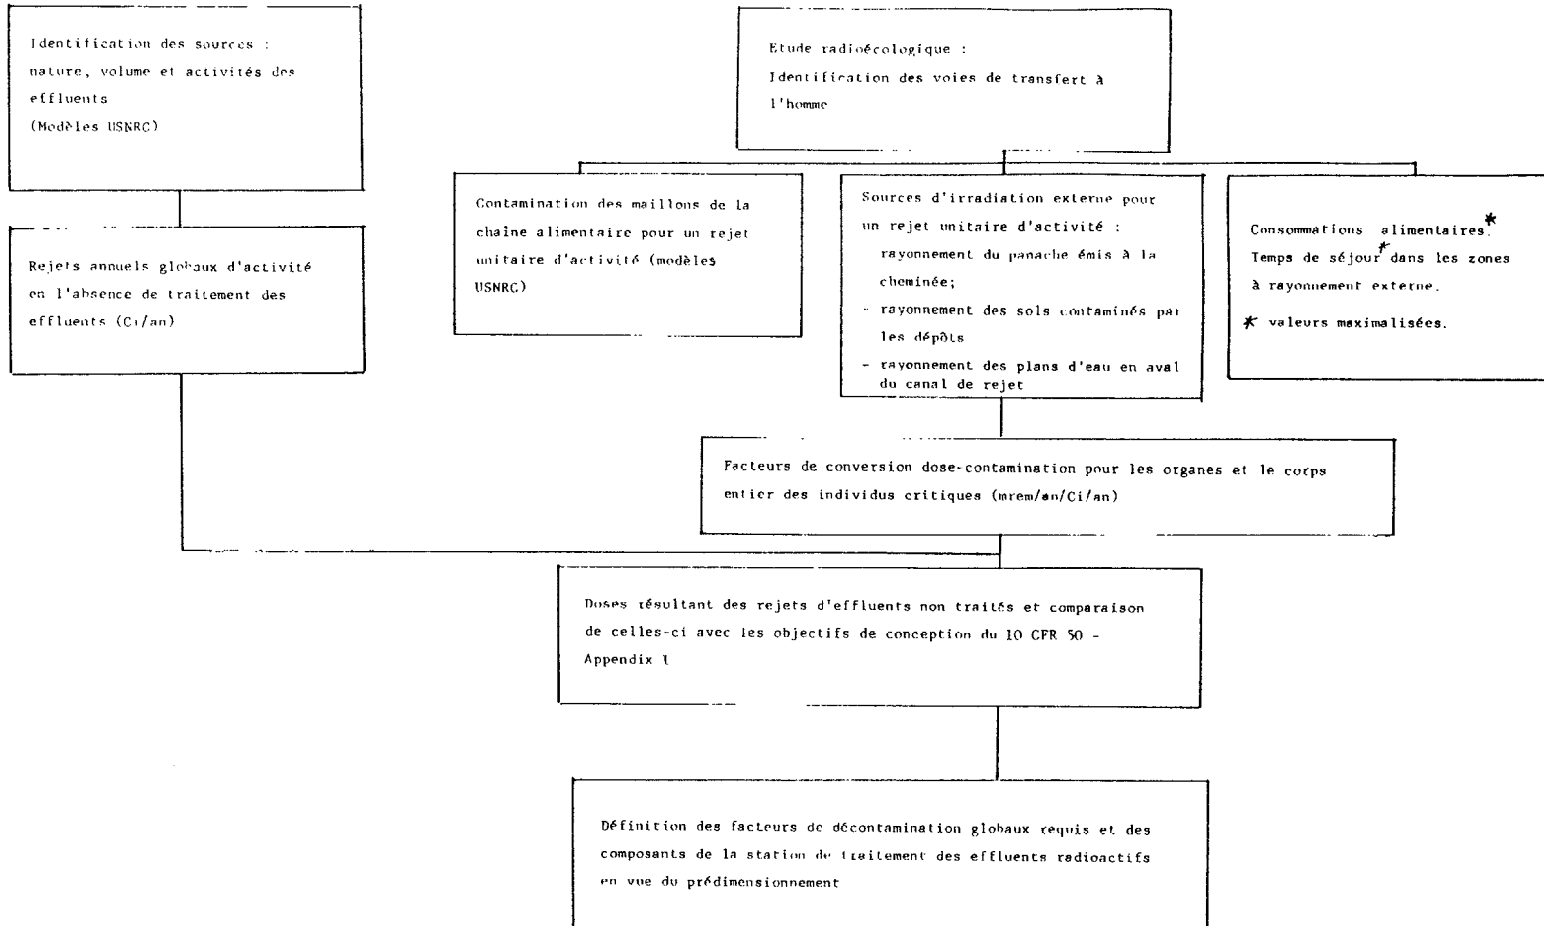 Identification des sources :
nature, volume et activités des
effluents
(Modèles USNRC)
Etude radioécologique :
Identification des voies de transfert à
l'homme
Rejets annuels globaux d'activité
en l'absence de traitement des
effluents (Ci/an)
Contamination des maillons de la
chaîne alimentaire pour un rejet
unitaire d'activité (modèles
USNRC)
Sources d'irradiation externe pour
un rejet unitaire d'activité :
rayonnement du panache émis à la
cheminée;
- rayonnement des sols contaminés par
les dépôts
- rayonnement des plans d'eau en aval
du canal de rejet
Consommations alimentaires.*
Temps de séjour* dans les zones
à rayonnement externe.
* valeurs maximalisées.
Facteurs de conversion dose-contamination pour les organes et le corps
entier des individus critiques (mrem/an/Ci/an)
Doses résultant des rejets d'effluents non traités et comparaison
de celles-ci avec les objectifs de conception du 10 CFR 50 -
Appendix I
Définition des facteurs de décontamination globaux requis et des
composants de la station de traitement des effluents radioactifs
en vue du prédimensionnement